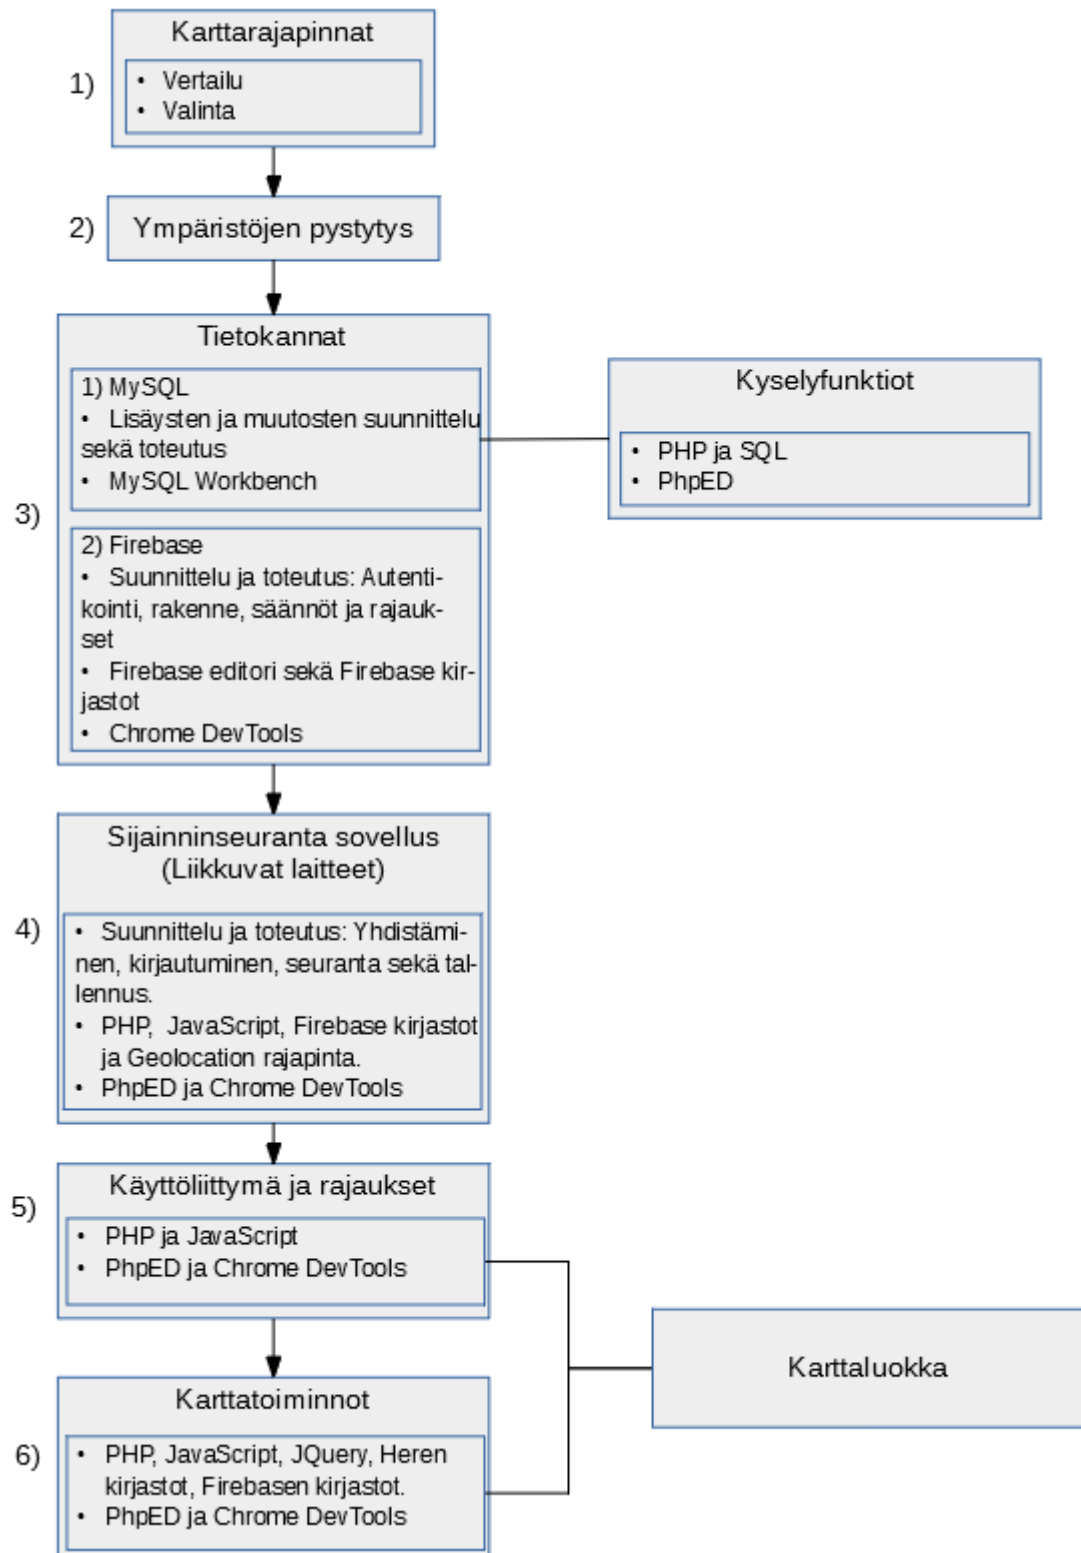 Karttarajapinnat
1)
• Vertailu
• Valinta
2)
Ympäristöjen pystytys
Tietokannat
1) MySQL
• Lisäysten ja muutosten suunnittelu
sekä toteutus
• MySQL Workbench
Kyselyfunktiot
• PHP ja SQL
• PhpED
3)
2) Firebase
• Suunnittelu ja toteutus: Autenti-
kointi, rakenne, säännöt ja rajauk-
set
• Firebase editori sekä Firebase kir-
jastot
• Chrome DevTools
Sijainninseuranta sovellus
(Liikkuvat laitteet)
4)
• Suunnittelu ja toteutus: Yhdistämi-
nen, kirjautuminen, seuranta sekä tal-
lennus.
• PHP, JavaScript, Firebase kirjastot
ja Geolocation rajapinta.
• PhpED ja Chrome DevTools
Käyttöliittymä ja rajaukset
5)
• PHP ja JavaScript
• PhpED ja Chrome DevTools
Karttaluokka
Karttatoiminnot
6)
• PHP, JavaScript, JQuery, Heren
kirjastot, Firebasen kirjastot.
• PhpED ja Chrome DevTools